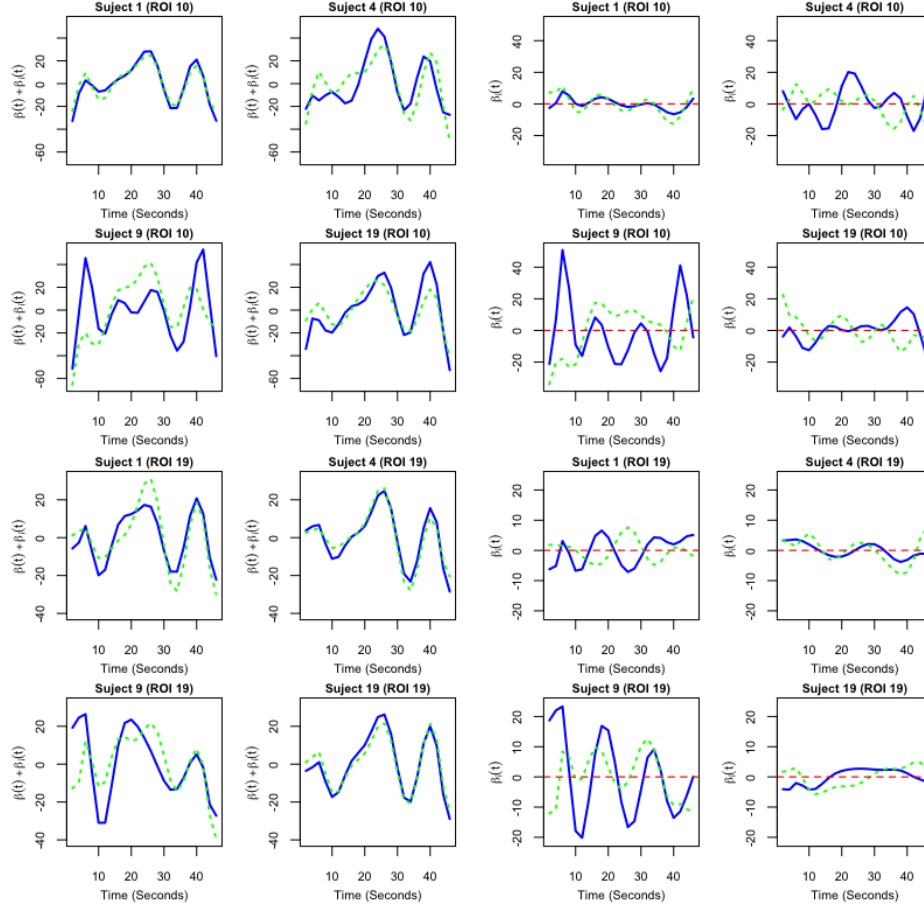 Suject 1 (ROI 10)
β(t) +βi(t)
20
0
-20
-60
10 20 30 40
Time (Seconds)
Suject 4 (ROI 10)
β(t) +βi(t)
20
0
-20
-60
10 20 30 40
Time (Seconds)
Suject 1 (ROI 10)
βi(t)
40
20
0
-20
10 20 30 40
Time (Seconds)
Suject 4 (ROI 10)
βi(t)
40
20
0
-20
10 20 30 40
Time (Seconds)
Suject 9 (ROI 10)
β(t) +βi(t)
20
0
-20
-60
10 20 30 40
Time (Seconds)
Suject 19 (ROI 10)
β(t) +βi(t)
20
0
-20
-60
10 20 30 40
Time (Seconds)
Suject 9 (ROI 10)
βi(t)
40
20
0
-20
10 20 30 40
Time (Seconds)
Suject 19 (ROI 10)
βi(t)
40
20
0
-20
10 20 30 40
Time (Seconds)
Suject 1 (ROI 19)
β(t) +βi(t)
20
0
-20
-40
10 20 30 40
Time (Seconds)
Suject 4 (ROI 19)
β(t) +βi(t)
20
0
-20
-40
10 20 30 40
Time (Seconds)
Suject 1 (ROI 19)
βi(t)
20
10
0
-10
-20
10 20 30 40
Time (Seconds)
Suject 4 (ROI 19)
βi(t)
20
10
0
-10
-20
10 20 30 40
Time (Seconds)
Suject 9 (ROI 19)
β(t) +βi(t)
20
0
-20
-40
10 20 30 40
Time (Seconds)
Suject 19 (ROI 19)
β(t) +βi(t)
20
0
-20
-40
10 20 30 40
Time (Seconds)
Suject 9 (ROI 19)
βi(t)
20
10
0
-10
-20
10 20 30 40
Time (Seconds)
Suject 19 (ROI 19)
βi(t)
20
10
0
-10
-20
10 20 30 40
Time (Seconds)